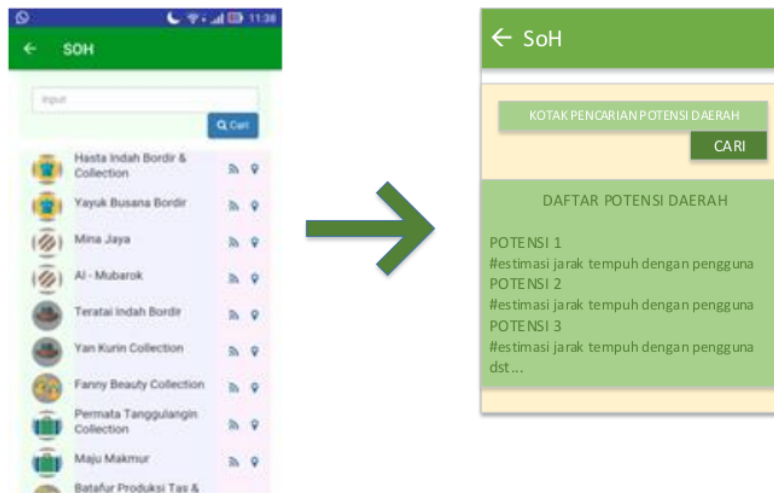 11:38
SOH
Input
Cari
Hasta Indah Bordir &
Collection
Yayuk Busana Bordir
Mina Jaya
Al - Mubarok
Teratai Indah Bordir
Yan Kurin Collection
Fanny Beauty Collection
Permata Tanggulangin
Collection
Maju Makmur
Batafur Produksi Tas &
SoH
KOTAK PENCARIAN POTENSI DAERAH
CARI
DAFTAR POTENSI DAERAH
POTENSI 1
#estimasi jarak tempuh dengan pengguna
POTENSI 2
#estimasi jarak tempuh dengan pengguna
POTENSI 3
#estimasi jarak tempuh dengan pengguna
dst...